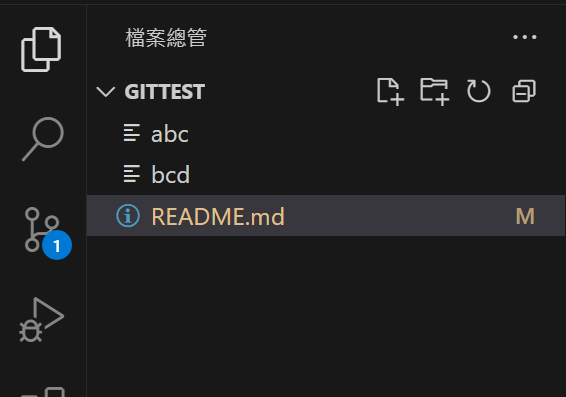 檔案總管
GITTEST
abc
bcd
README.md M
1